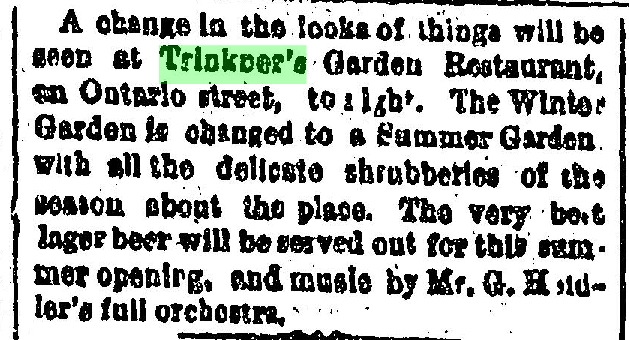 A change in the looks of things will be
seen at Trinkner's Garden Restaurant,
on Ontario street, to night. The Winter
Garden is changed to a Summer Garden
with all the delicate shrubberies of the
season about the place. The very best
lager beer will be served out for this sum-
mer opening, and music by Mr. G.
ler's full orchestra.